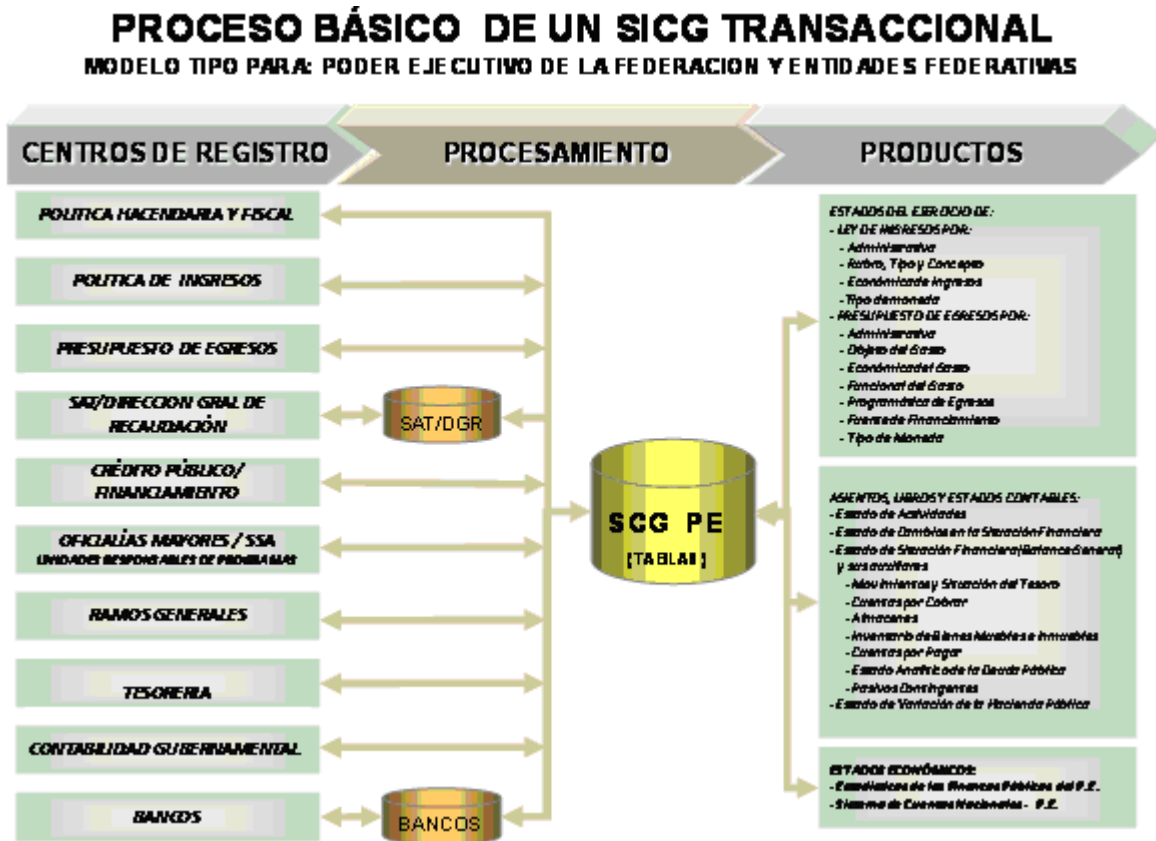 PROCESO BÁSICO DE UN SICG TRANSACCIONAL
MODELO TIPO PARA: PODER EJECUTIVO DE LA FEDERACION Y ENTIDADES FEDERATIVAS
CENTROS DE REGISTRO
PROCESAMIENTO
PRODUCTOS
POLITICA HACENDARIA Y FISCAL
POLITICA DE INGRESOS
PRESUPUESTO DE EGRESOS
SAT/DIRECCION GRAL DE
RECAUDACIÓN
CRÉDITO PÚBLICO/
FINANCIAMIENTO
OFICIALÍAS MAYORES / SSA
UNIDADES RESPONSABLES DE PROGRAMAS
RAMOS GENERALES
TESORERIA
CONTABILIDAD GUBERNAMENTAL
BANCOS
SAT/DGR
BANCOS
SCG PE
(TABLAS)
ESTADOS DEL EJERCICIO DE:
- LEY DE INGRESOS POR:
- Administrativa
- Rubro, Tipo y Concepto
- Económica de Ingresos
- Tipo de moneda
- PRESUPUESTO DE EGRESOS POR:
- Administrativa
- Objeto del Gasto
- Económica del Gasto
- Funcional del Gasto
- Programática de Egresos
- Fuente de Financiamiento
- Tipo de Moneda
ASIENTOS, LIBROS Y ESTADOS CONTABLES:
- Estado de Actividades
- Estado de Cambios en la Situación Financiera
- Estado de Situación Financiera (Balance General)
y sus auxiliares
- Movimientos y Situación del Tesoro
- Cuentas por Cobrar
- Almacenes
- Inventario de Bienes Muebles e Inmuebles
- Cuentas por Pagar
- Estado Analítico de la Deuda Pública
- Pasivos Contingentes
- Estado de Variación de la Hacienda Pública
ESTADOS ECONÓMICOS:
- Estadísticas de las Finanzas Públicas del P.E.
- Sistema de Cuentas Nacionales - P.E.